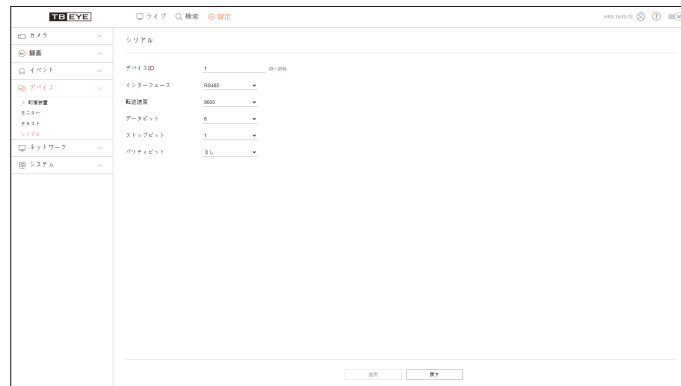 TB EYE
ライブ 検索 設定
HRX-1635-TE
カメラ
録画
イベント
デバイス
記憶装置
モニター
テキスト
シリアル
ネットワーク
システム
シリアル
デバイスID 1 (0~255)
インターフェース RS485
転送速度 9600
データビット 8
ストップビット 1
パリティビット なし
適用 戻す